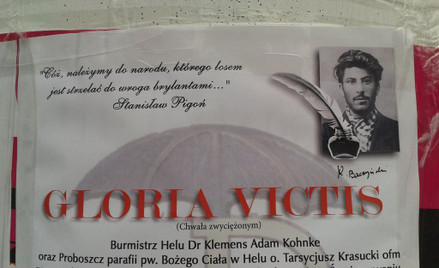 "Cóż, należymy do narodu, którego losem
jest strzelać do wroga brylantami..."
Stanisław Pigoń
K. Baczyński
GLORIA VICTIS
(Chwała zwyciężonym)
Burmistrz Helu Dr Klemens Adam Kohnke
oraz Proboszcz parafii pw. Bożego Ciała w Helu o. Tarsycjusz Krasucki ofm